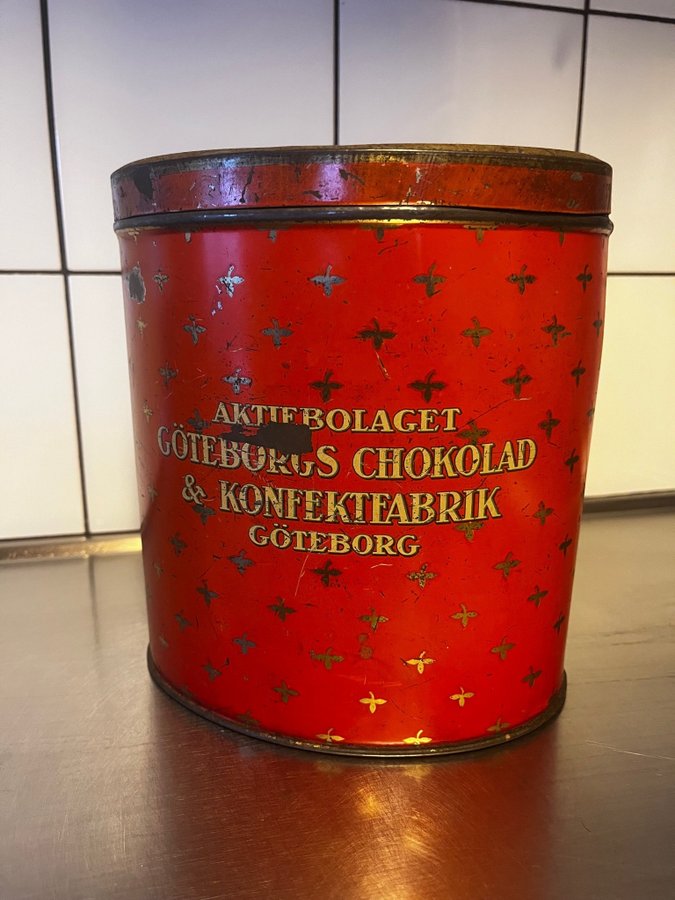 AKTIEBOLAGET
GÖTEBORGS CHOKOLAD
& KONFEKTFABRIK
GÖTEBORG